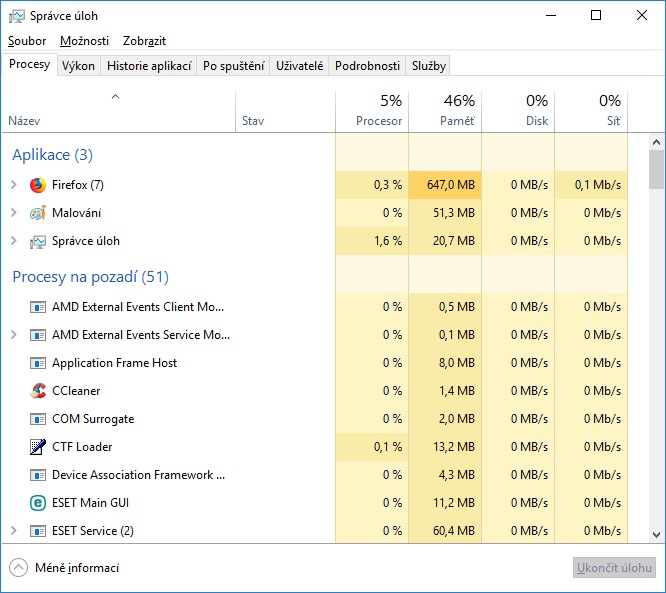 Správce úloh
Soubor Možnosti Zobrazit
Procesy Výkon Historie aplikací Po spuštění Uživatelé Podrobnosti Služby
5% 46% 0% 0%
Název Stav Procesor Paměť Disk Síť
Aplikace (3)
Firefox (7) 0,3 % 647,0 MB 0 MB/s 0,1 Mb/s
Malování 0 % 51,3 MB 0 MB/s 0 Mb/s
Správce úloh 1,6 % 20,7 MB 0 MB/s 0 Mb/s
Procesy na pozadí (51)
AMD External Events Client Mo... 0 % 0,5 MB 0 MB/s 0 Mb/s
AMD External Events Service Mo... 0 % 0,1 MB 0 MB/s 0 Mb/s
Application Frame Host 0 % 8,0 MB 0 MB/s 0 Mb/s
CCleaner 0 % 1,4 MB 0 MB/s 0 Mb/s
COM Surrogate 0 % 2,0 MB 0 MB/s 0 Mb/s
CTF Loader 0,1 % 13,2 MB 0 MB/s 0 Mb/s
Device Association Framework ... 0 % 4,3 MB 0 MB/s 0 Mb/s
ESET Main GUI 0 % 11,2 MB 0 MB/s 0 Mb/s
ESET Service (2) 0 % 60,4 MB 0 MB/s 0 Mb/s
Méně informací Ukončit úlohu